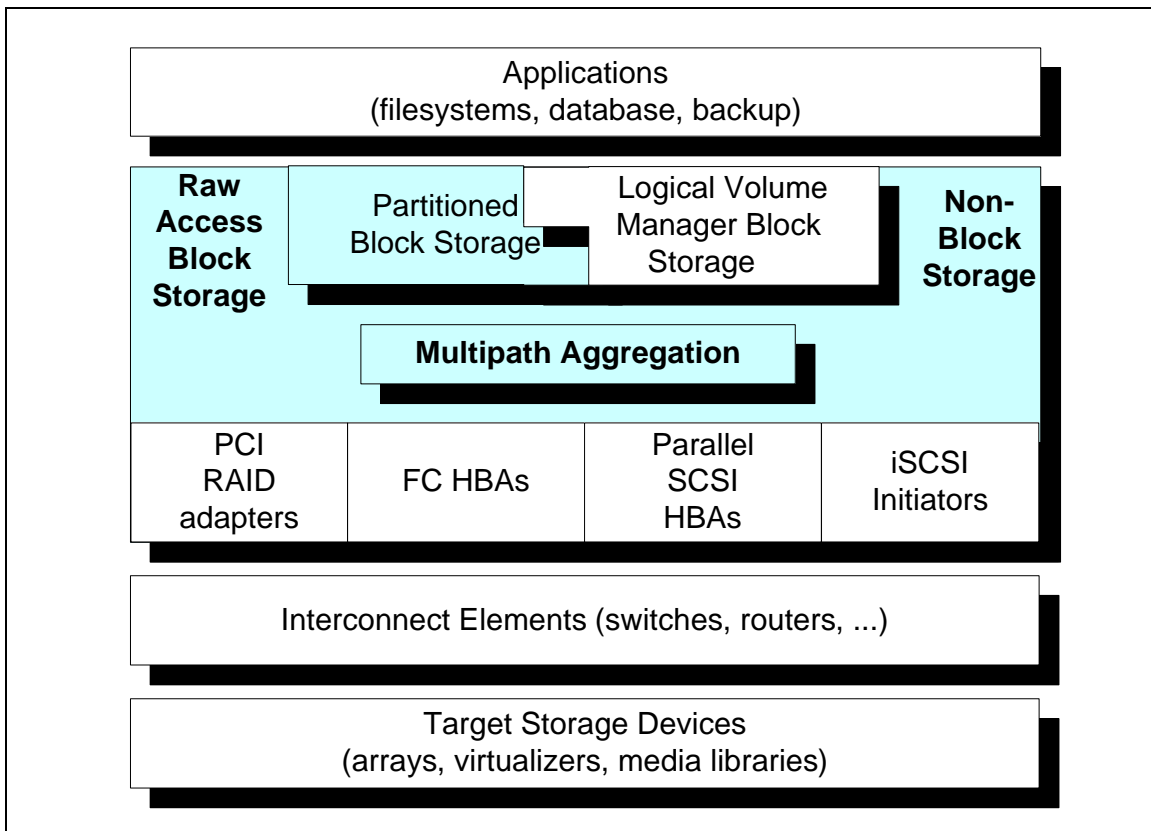 Applications
(filesystems, database, backup)
Raw
Access
Block
Storage
Partitioned
Block Storage
Logical Volume
Manager Block
Storage
Non-
Block
Storage
Multipath Aggregation
PCI
RAID
adapters
FC HBAs
Parallel
SCSI
HBAs
iSCSI
Initiators
Interconnect Elements (switches, routers, ...)
Target Storage Devices
(arrays, virtualizers, media libraries)